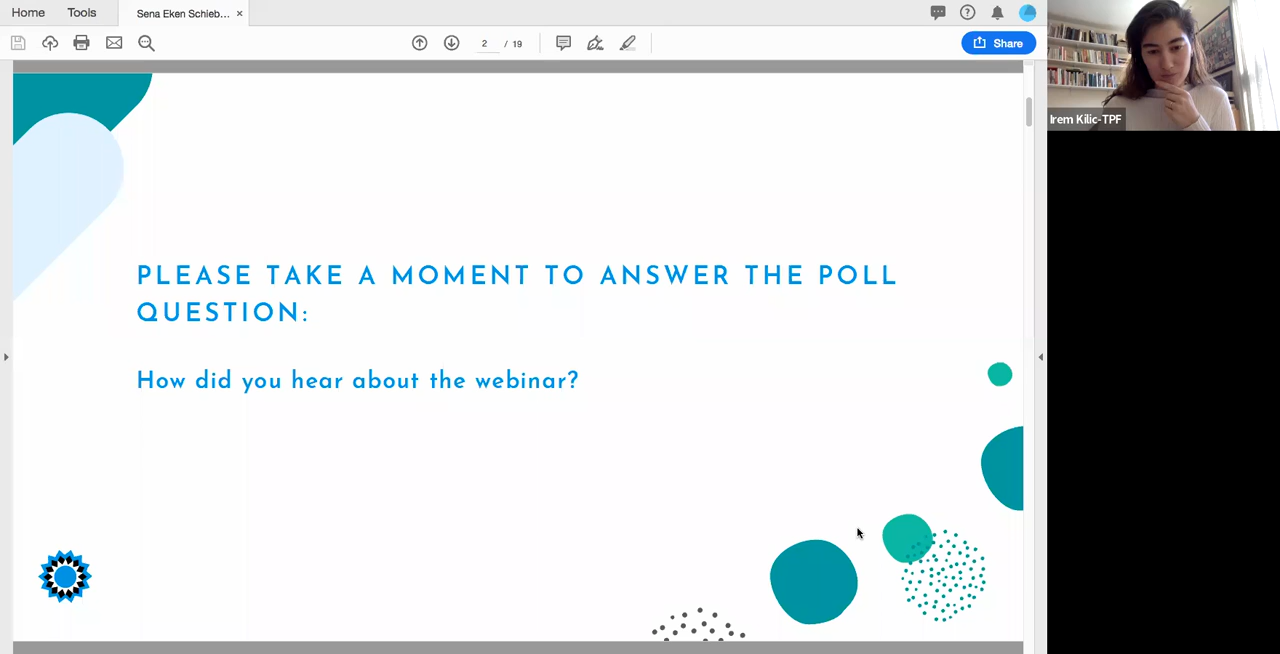 Home Tools Sena Eken Schieb... ×
2 / 19 Share
PLEASE TAKE A MOMENT TO ANSWER THE POLL
QUESTION:
How did you hear about the webinar?
Irem Kilic-TPF